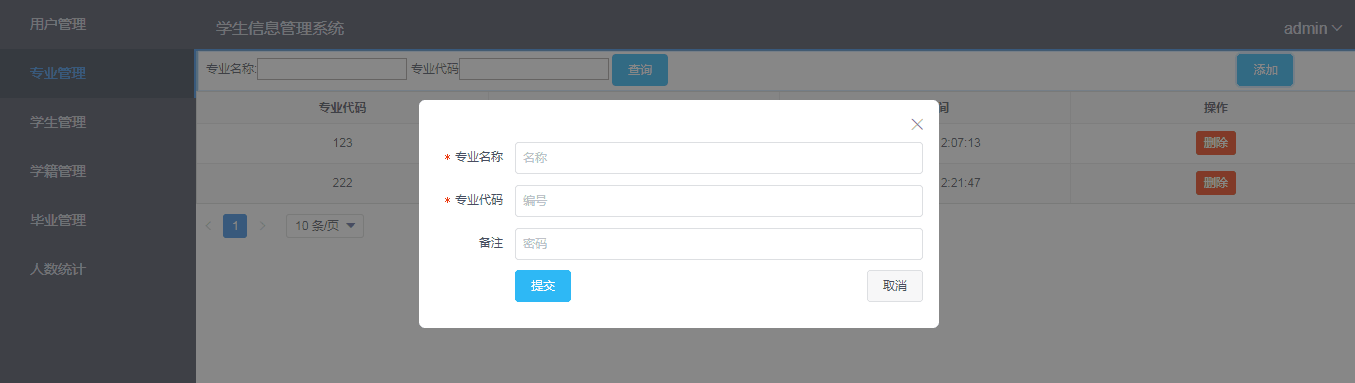 用户管理
学生信息管理系统
admin
专业管理
专业名称:
专业代码
查询
添加
专业代码
间
操作
学生管理
123
2:07:13
删除
学籍管理
222
2:21:47
删除
毕业管理
1
10 条/页
人数统计
* 专业名称
名称
* 专业代码
编号
备注
密码
提交
取消